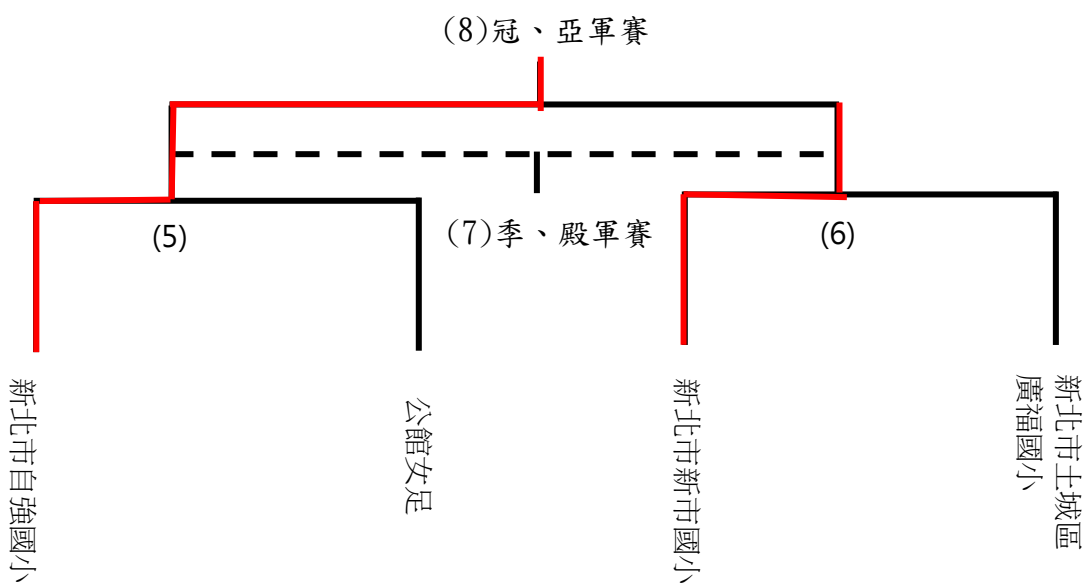 (8)冠、亞軍賽
(5)
(7)季、殿軍賽
(6)
新北市自強國小
公館女足
新北市新市國小
新北市土城區
廣福國小